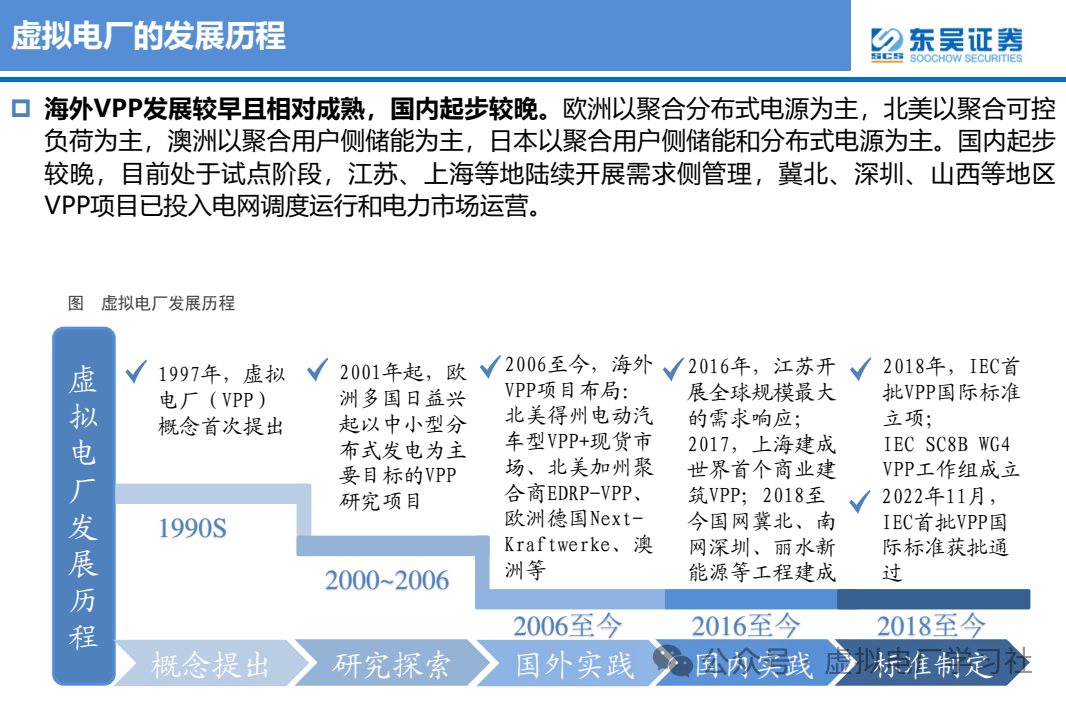 虚拟电厂的发展历程
东吴证券
SCS SOOCHOW SECURITIES
海外VPP发展较早且相对成熟，国内起步较晚。欧洲以聚合分布式电源为主，北美以聚合可控
负荷为主，澳洲以聚合用户侧储能为主，日本以聚合用户侧储能和分布式电源为主。国内起步
较晚，目前处于试点阶段，江苏、上海等地陆续开展需求侧管理，冀北、深圳、山西等地区
VPP项目已投入电网调度运行和电力市场运营。
图 虚拟电厂发展历程
虚拟电厂发展历程
1997年，虚拟
电厂（VPP）
概念首次提出
1990S
概念提出
2001年起，欧
洲多国日益兴
起以中小型分
布式发电为主
要目标的VPP
研究项目
2000~2006
研究探索
2006至今，海外
VPP项目布局：
北美得州电动汽
车型VPP+现货市
场、北美加州聚
合商EDRP-VPP、
欧洲德国Next-
Kraftwerke、澳
洲等
2006至今
国外实践
2016年，江苏开
展全球规模最大
的需求响应；
2017，上海建成
世界首个商业建
筑VPP；2018至
今国网冀北、南
网深圳、丽水新
能源等工程建成
2016至今
国内实践
2018年，IEC首
批VPP国际标准
立项；
IEC SC8B WG4
VPP工作组成立
2022年11月，
IEC首批VPP国
际标准获批通
过
2018至今
标准制定
公众号 虚拟电厂学习社